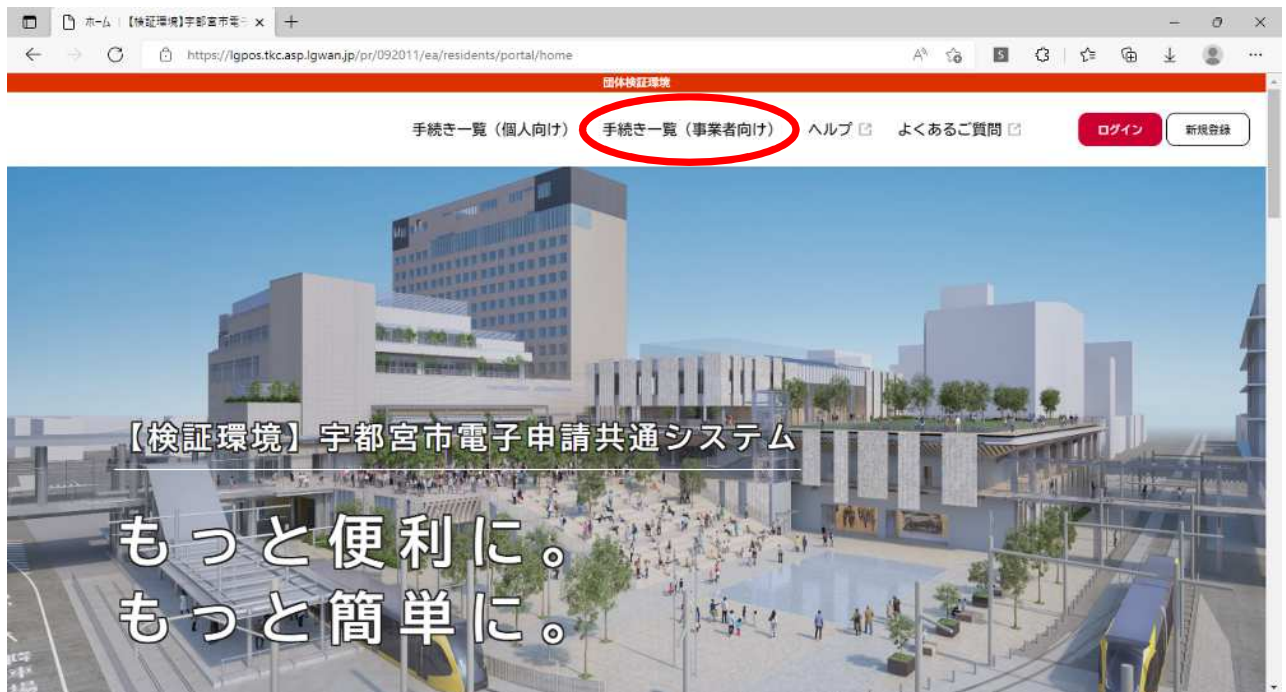 ホーム | 【検証環境】宇都宮市電子
https://lgpos.tkc.asp.lgwan.jp/pr/092011/ea/residents/portal/home
団体検証環境
手続き一覧（個人向け）
手続き一覧（事業者向け）
ヘルプ
よくあるご質問
ログイン
新規登録
【検証環境】宇都宮市電子申請共通システム
もっと便利に。
もっと簡単に。